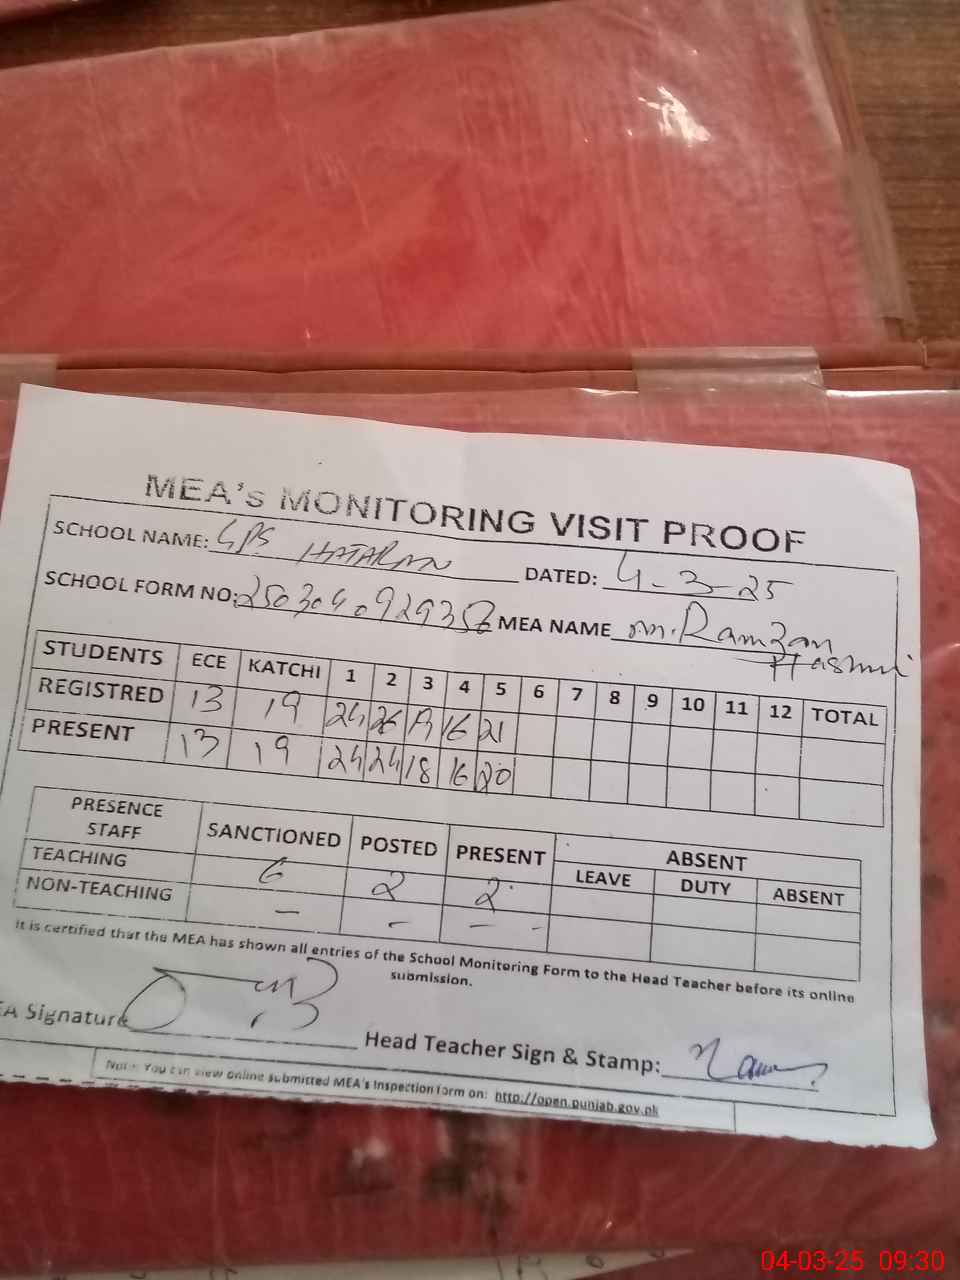 MEA's MONITORING VISIT PROOF
SCHOOL NAME: GPS HATARAN DATED: 4-3-25
SCHOOL FORM NO: MEA NAME M.Ramzan Hashmi
STUDENTS ECE KATCHI 1 2 3 4 5 6 7 8 9 10 11 12 TOTAL
REGISTRED 13 19 24 26 19 16 21
PRESENT 13 19 24 24 18 16 20
PRESENCE STAFF SANCTIONED POSTED PRESENT ABSENT
LEAVE DUTY ABSENT
TEACHING 6 2 2
NON-TEACHING – - – -
It is certified that the MEA has shown all entries of the School Monitoring Form to the Head Teacher before its online
submission.
EA Signature
Head Teacher Sign & Stamp:
Note: You can view online submitted MEA's Inspection form on: http://open.punjab.gov.pk
04-03-25 09:30